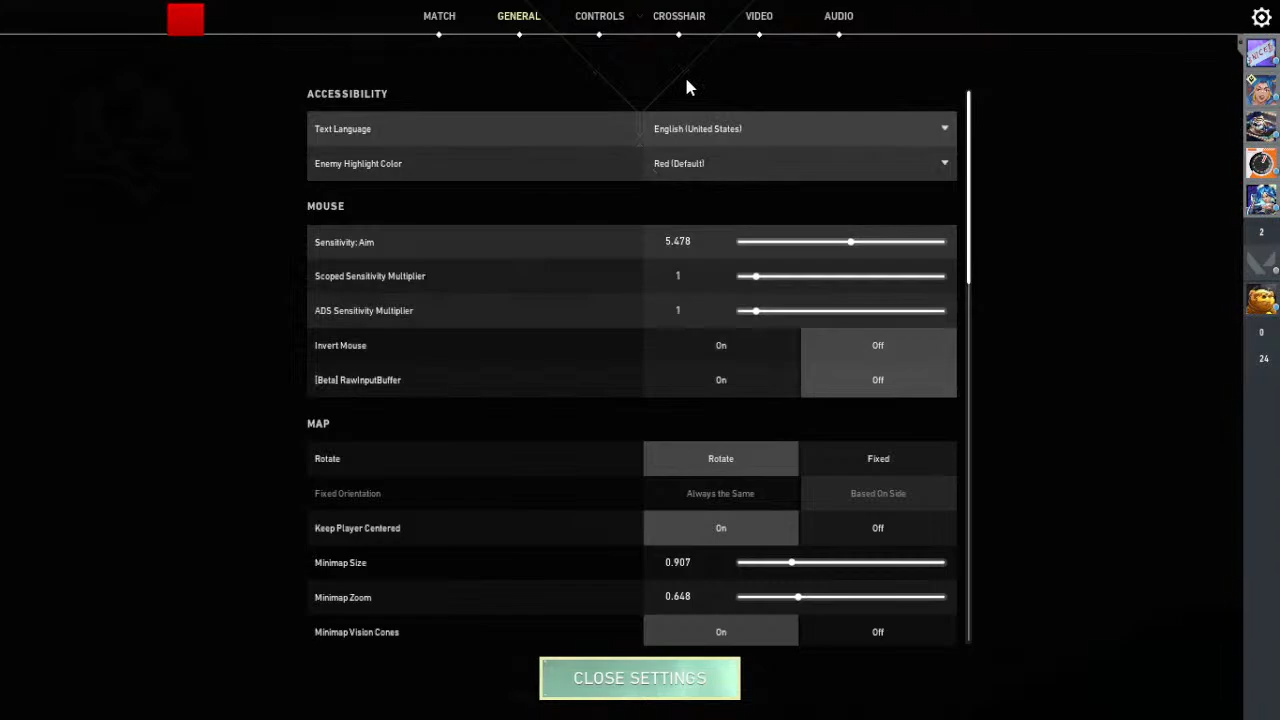 MATCH GENERAL CONTROLS CROSSHAIR VIDEO AUDIO
ACCESSIBILITY
Text Language English (United States)
Enemy Highlight Color Red (Default)
MOUSE
Sensitivity: Aim 5.478
Scoped Sensitivity Multiplier 1
ADS Sensitivity Multiplier 1
Invert Mouse On Off
[Beta] RawInputBuffer On Off
MAP
Rotate Rotate Fixed
Fixed Orientation Always the Same Based On Side
Keep Player Centered On Off
Minimap Size 0.907
Minimap Zoom 0.648
Minimap Vision Cones On Off
CLOSE SETTINGS
2
0
24